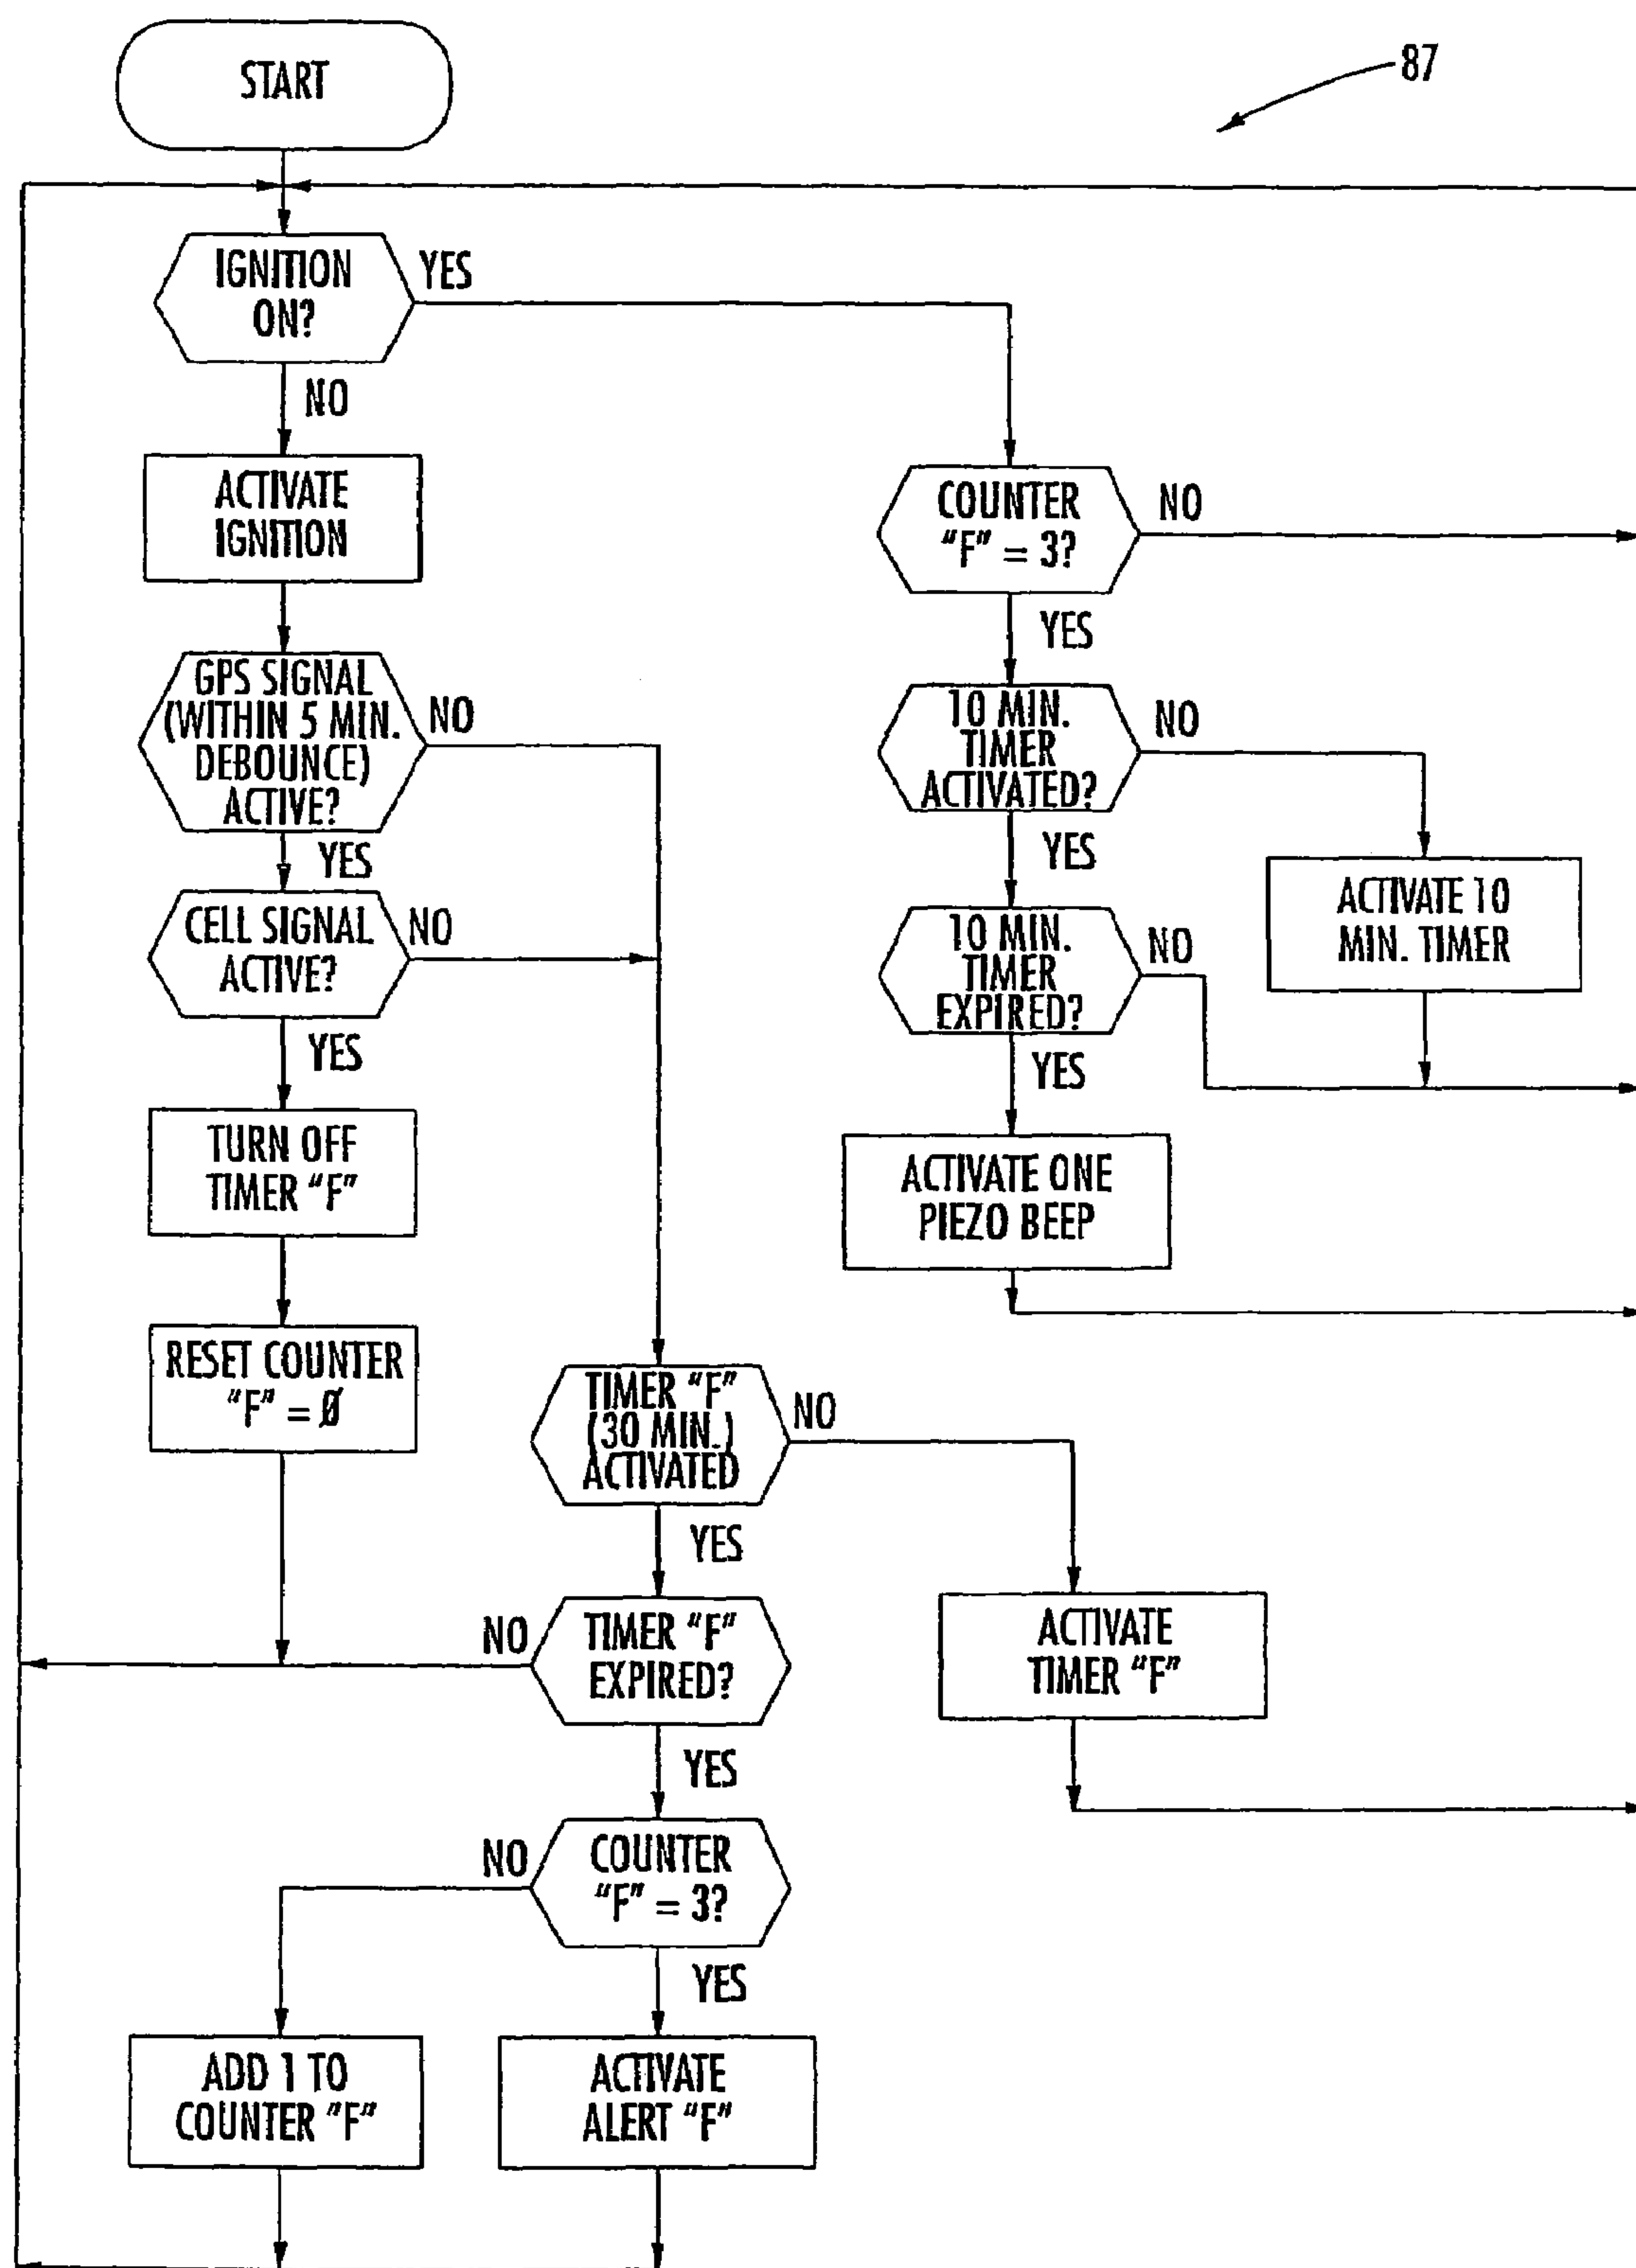 START
87
IGNITION
ON?
YES
NO
ACTIVATE
IGNITION
COUNTER
"F" = 3?
NO
YES
GPS SIGNAL
(WITHIN 5 MIN.
DEBOUNCE)
ACTIVE?
NO
YES
10 MIN.
TIMER
ACTIVATED?
NO
YES
ACTIVATE 10
MIN. TIMER
CELL SIGNAL
ACTIVE?
NO
YES
10 MIN.
TIMER
EXPIRED?
NO
YES
TURN OFF
TIMER "F"
ACTIVATE ONE
PIEZO BEEP
RESET COUNTER
"F" = Ø
TIMER "F"
(30 MIN.)
ACTIVATED
NO
YES
TIMER "F"
EXPIRED?
NO
YES
ACTIVATE
TIMER "F"
COUNTER
"F" = 3?
NO
YES
ADD 1 TO
COUNTER "F"
ACTIVATE
ALERT "F"